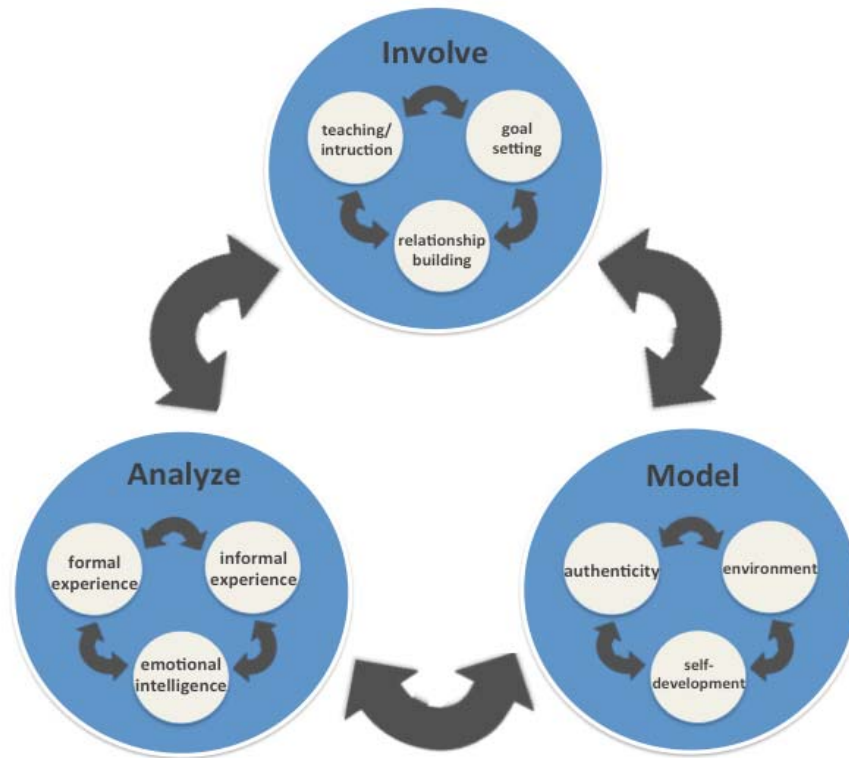 Involve
teaching/
intruction
goal
setting
relationship
building
Analyze
formal
experience
informal
experience
emotional
intelligence
Model
authenticity
environment
self-
development